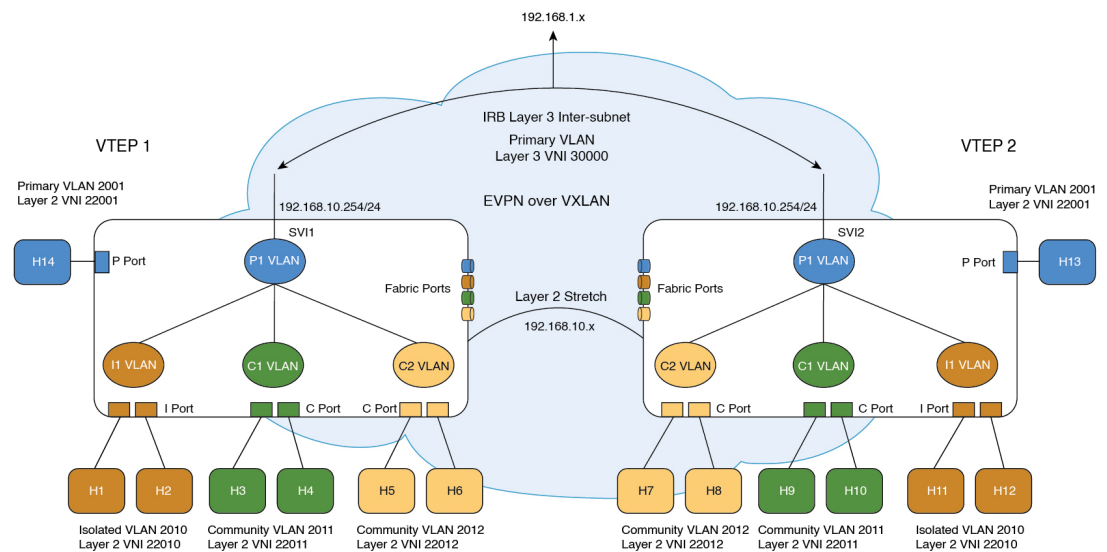 192.168.1.x
IRB Layer 3 Inter-subnet
Primary VLAN
Layer 3 VNI 30000
EVPN over VXLAN
VTEP 1
Primary VLAN 2001
Layer 2 VNI 22001
192.168.10.254/24
SVI1
H14
P Port
P1 VLAN
Fabric Ports
I1 VLAN
C1 VLAN
C2 VLAN
I Port
C Port
C Port
H1
H2
H3
H4
H5
H6
Isolated VLAN 2010
Layer 2 VNI 22010
Community VLAN 2011
Layer 2 VNI 22011
Community VLAN 2012
Layer 2 VNI 22012
Layer 2 Stretch
192.168.10.x
VTEP 2
Primary VLAN 2001
Layer 2 VNI 22001
192.168.10.254/24
SVI2
P1 VLAN
P Port
H13
Fabric Ports
C2 VLAN
C1 VLAN
I1 VLAN
C Port
C Port
I Port
H7
H8
H9
H10
H11
H12
Community VLAN 2012
Layer 2 VNI 22012
Community VLAN 2011
Layer 2 VNI 22011
Isolated VLAN 2010
Layer 2 VNI 22010